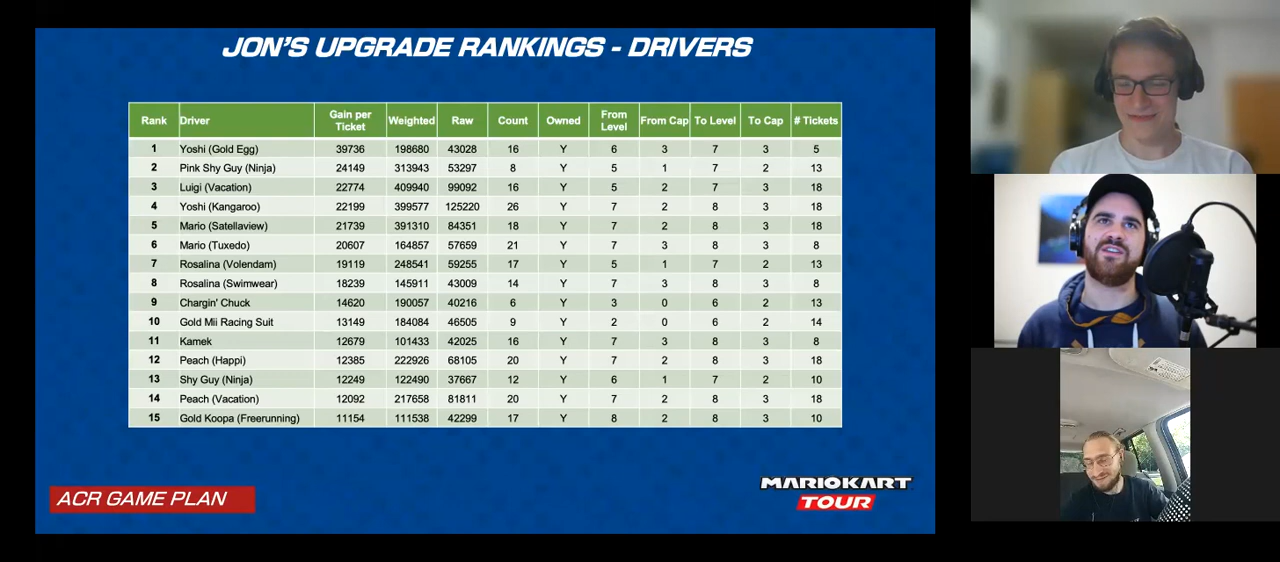 JON'S UPGRADE RANKINGS - DRIVERS
Rank Driver Gain per Ticket Weighted Raw Count Owned From Level From Cap To Level To Cap # Tickets
1 Yoshi (Gold Egg) 39736 198680 43028 16 Y 6 3 7 3 5
2 Pink Shy Guy (Ninja) 24149 313943 53297 8 Y 5 1 7 2 13
3 Luigi (Vacation) 22774 409940 99092 16 Y 5 2 7 3 18
4 Yoshi (Kangaroo) 22199 399577 125220 26 Y 7 2 8 3 18
5 Mario (Satellaview) 21739 391310 84351 18 Y 7 2 8 3 18
6 Mario (Tuxedo) 20607 164857 57659 21 Y 7 3 8 3 8
7 Rosalina (Volendam) 19119 248541 59255 17 Y 5 1 7 2 13
8 Rosalina (Swimwear) 18239 145911 43009 14 Y 7 3 8 3 8
9 Chargin' Chuck 14620 190057 40216 6 Y 3 0 6 2 13
10 Gold Mii Racing Suit 13149 184084 46505 9 Y 2 0 6 2 14
11 Kamek 12679 101433 42025 16 Y 7 3 8 3 8
12 Peach (Happi) 12385 222926 68105 20 Y 7 2 8 3 18
13 Shy Guy (Ninja) 12249 122490 37667 12 Y 6 1 7 2 10
14 Peach (Vacation) 12092 217658 81811 20 Y 7 2 8 3 18
15 Gold Koopa (Freerunning) 11154 111538 42299 17 Y 8 2 8 3 10
ACR GAME PLAN
MARIOKART
TOUR